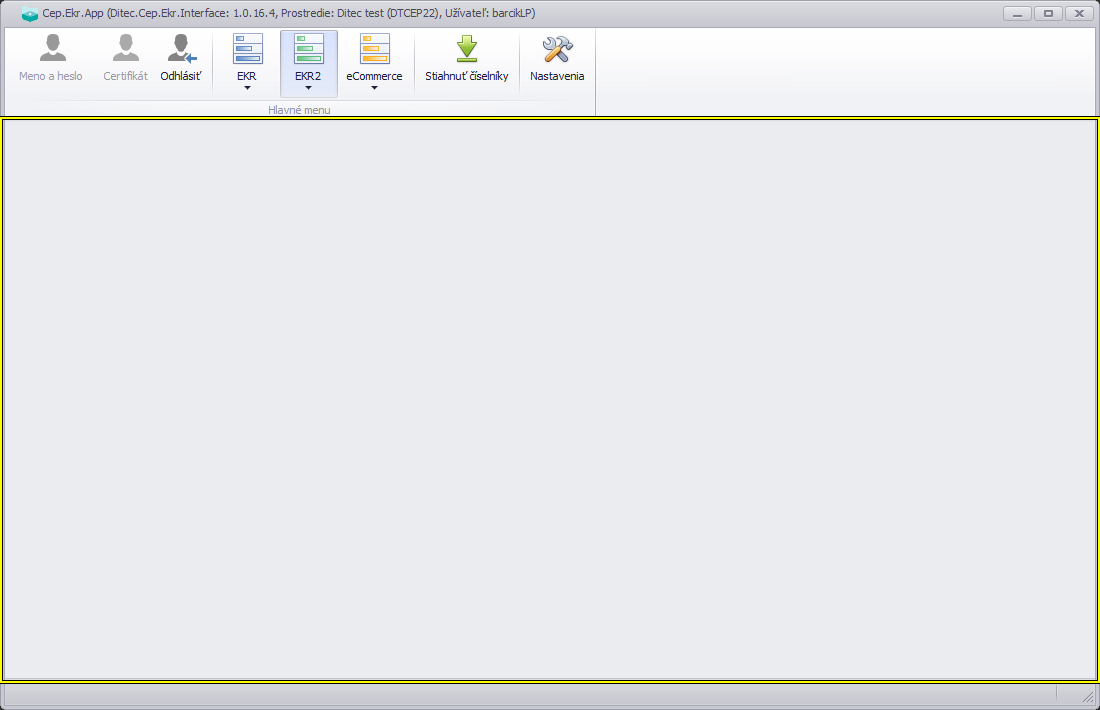 Cep.Ekr.App (Ditec.Cep.Ekr.Interface: 1.0.16.4, Prostredie: Ditec test (DTCEP22), Užívateľ: barcikLP)
Meno a heslo
Certifikát
Odhlásiť
EKR
EKR2
eCommerce
Stiahnuť číselníky
Nastavenia
Hlavné menu